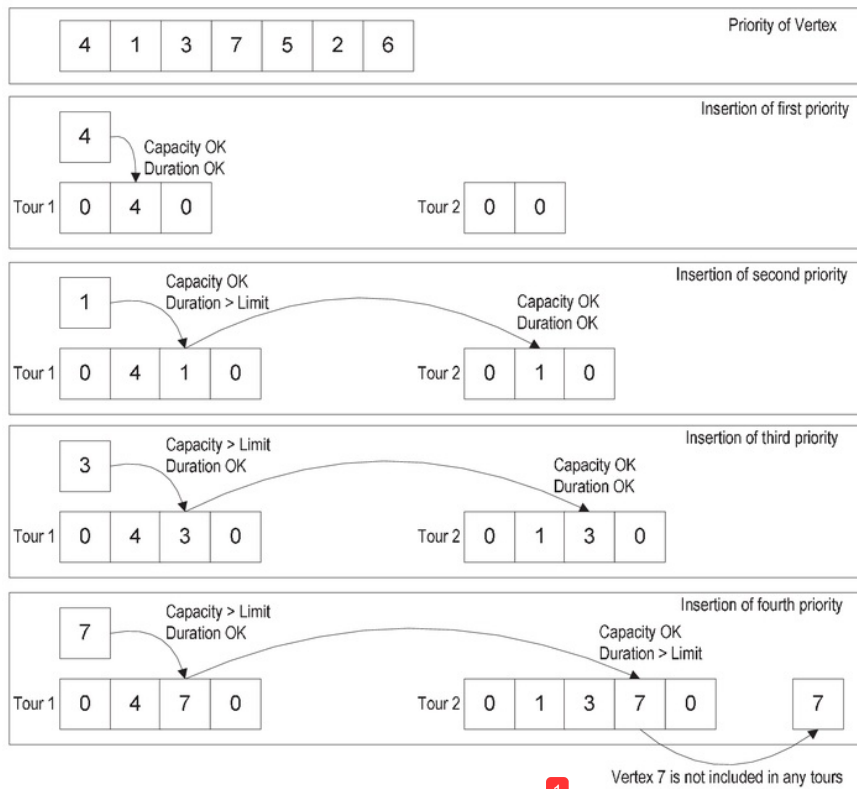 Priority of Vertex
4 1 3 7 5 2 6
Insertion of first priority
4
Capacity OK
Duration OK
Tour 1 0 4 0
Tour 2 0 0
Insertion of second priority
1
Capacity OK
Duration > Limit
Capacity OK
Duration OK
Tour 1 0 4 1 0
Tour 2 0 1 0
Insertion of third priority
3
Capacity > Limit
Duration OK
Capacity OK
Duration OK
Tour 1 0 4 3 0
Tour 2 0 1 3 0
Insertion of fourth priority
7
Capacity > Limit
Duration OK
Capacity OK
Duration > Limit
Tour 1 0 4 7 0
Tour 2 0 1 3 7 0
7
Vertex 7 is not included in any tours